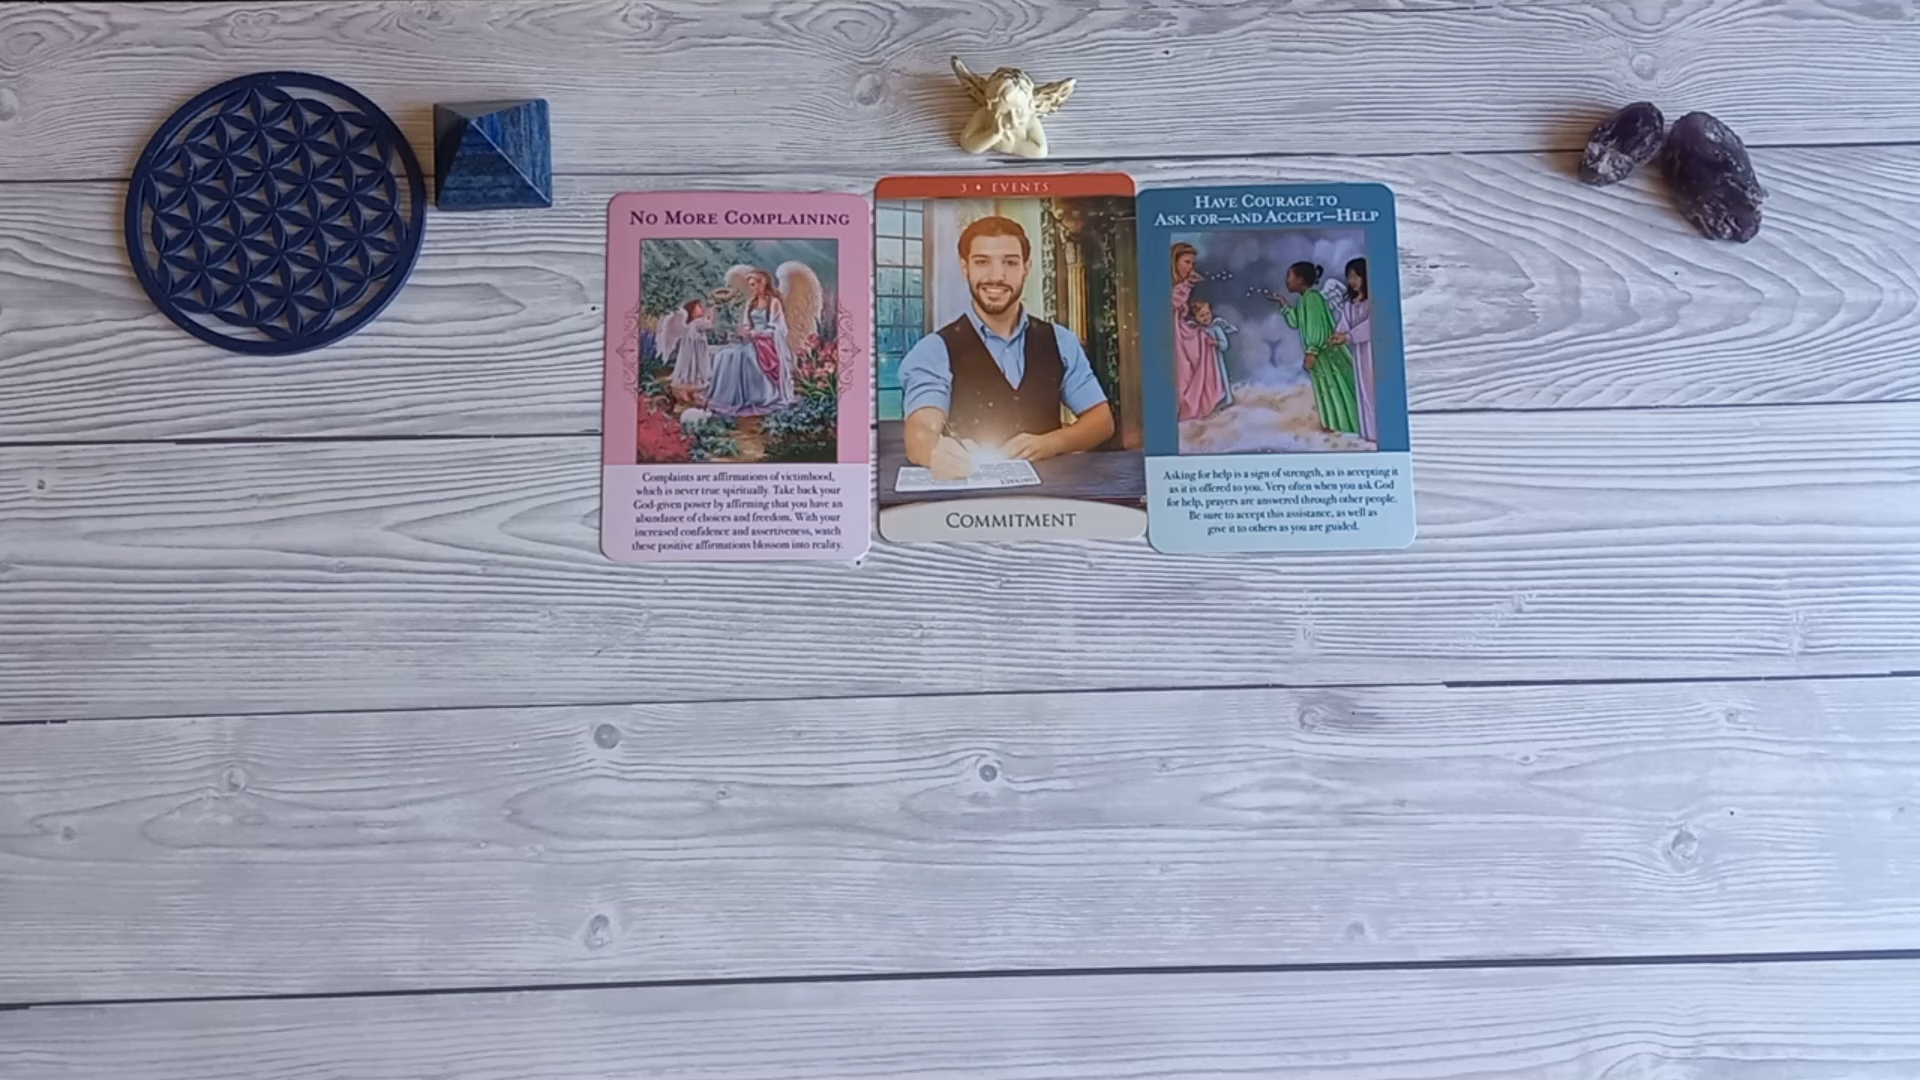 NO MORE COMPLAINING
Complaints are affirmations of victimhood,
which is never true spiritually. Take back your
God-given power by affirming that you have an
abundance of choices and freedom. With your
increased confidence and assertiveness, watch
these positive affirmations blossom into reality.
3 • EVENTS
CONTRACT
COMMITMENT
HAVE COURAGE TO
ASK FOR—AND ACCEPT—HELP
Asking for help is a sign of strength, as is accepting it
as it is offered to you. Very often when you ask God
for help, prayers are answered through other people.
Be sure to accept this assistance, as well as
give it to others as you are guided.